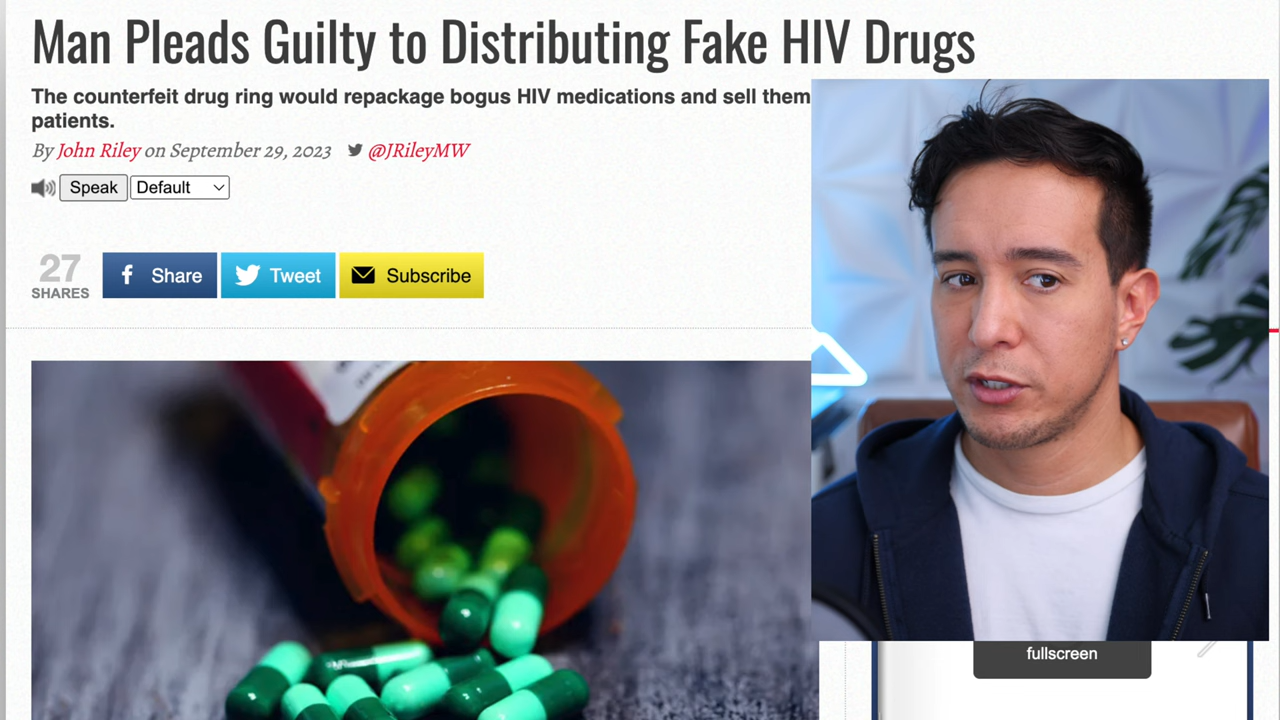 Man Pleads Guilty to Distributing Fake HIV Drugs
The counterfeit drug ring would repackage bogus HIV medications and sell them
patients.
By John Riley on September 29, 2023 @JRileyMW
Speak Default
27
SHARES
Share
Tweet
Subscribe
fullscreen